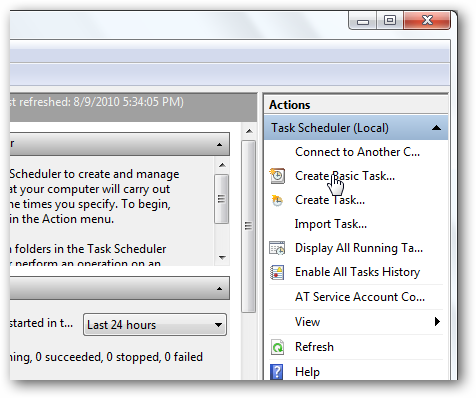 st refreshed: 8/9/2010 5:34:05 PM)
Actions
Task Scheduler (Local)
Connect to Another C...
Create Basic Task...
Create Task...
Import Task...
Display All Running Ta...
Enable All Tasks History
AT Service Account Co...
View
Refresh
Help
er
Scheduler to create and manage
at your computer will carry out
he times you specify. To begin,
in the Action menu.
n folders in the Task Scheduler
r perform an operation on an
started in t...
Last 24 hours
ning, 0 succeeded, 0 stopped, 0 failed